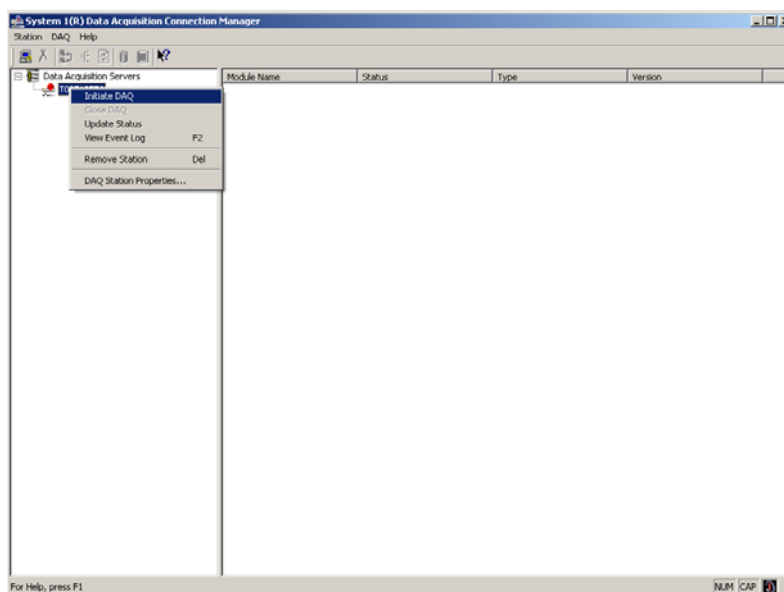 System 1(R) Data Acquisition Connection Manager
Station DAQ Help
Data Acquisition Servers
Module Name Status Type Version
Initiate DAQ
Close DAQ
Update Status
View Event Log F2
Remove Station Del
DAQ Station Properties...
For Help, press F1
NUM CAP